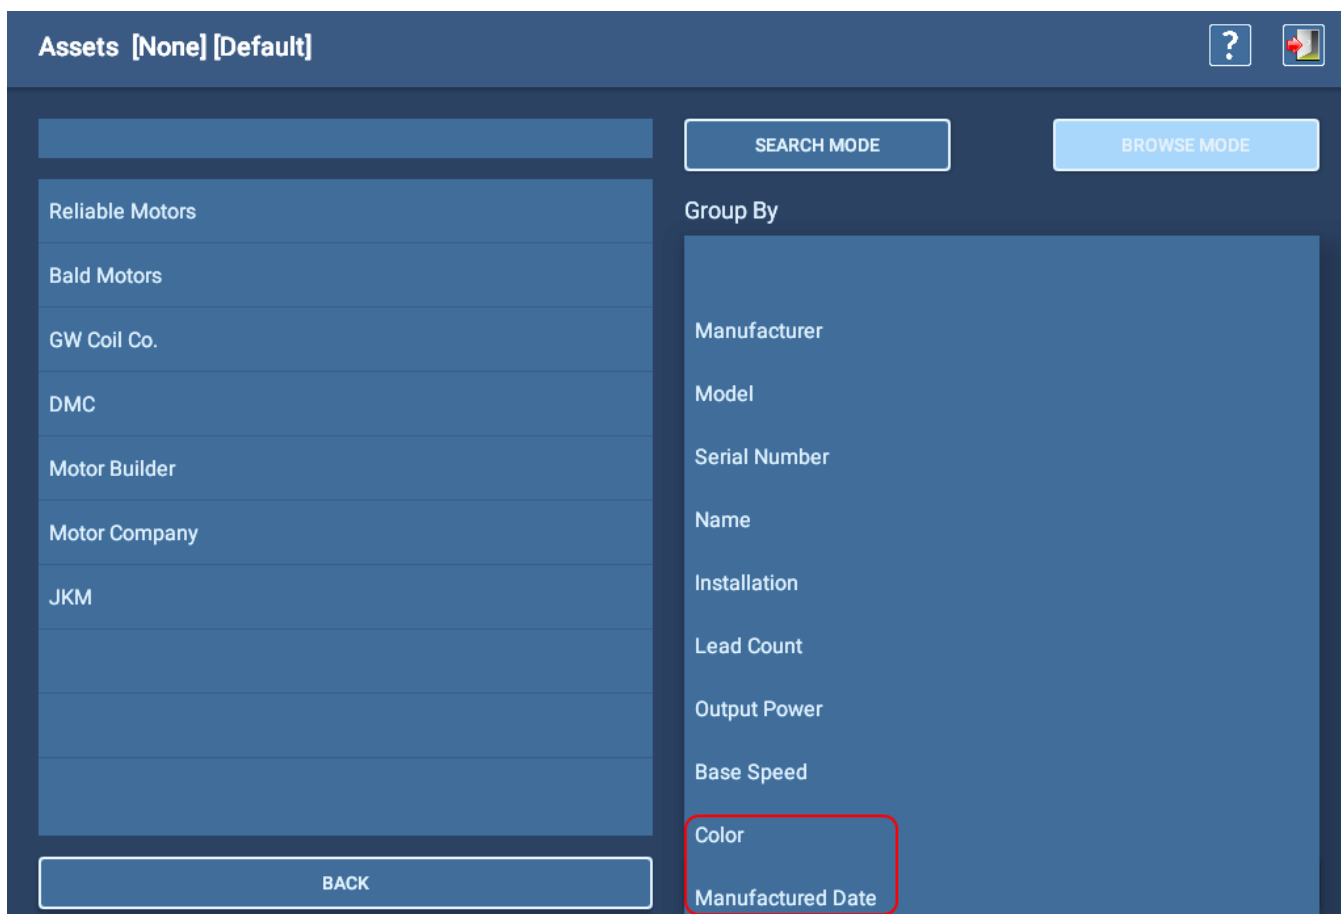 Assets [None] [Default]
?
SEARCH MODE
BROWSE MODE
Reliable Motors
Bald Motors
GW Coil Co.
DMC
Motor Builder
Motor Company
JKM
BACK
Group By
Manufacturer
Model
Serial Number
Name
Installation
Lead Count
Output Power
Base Speed
Color
Manufactured Date